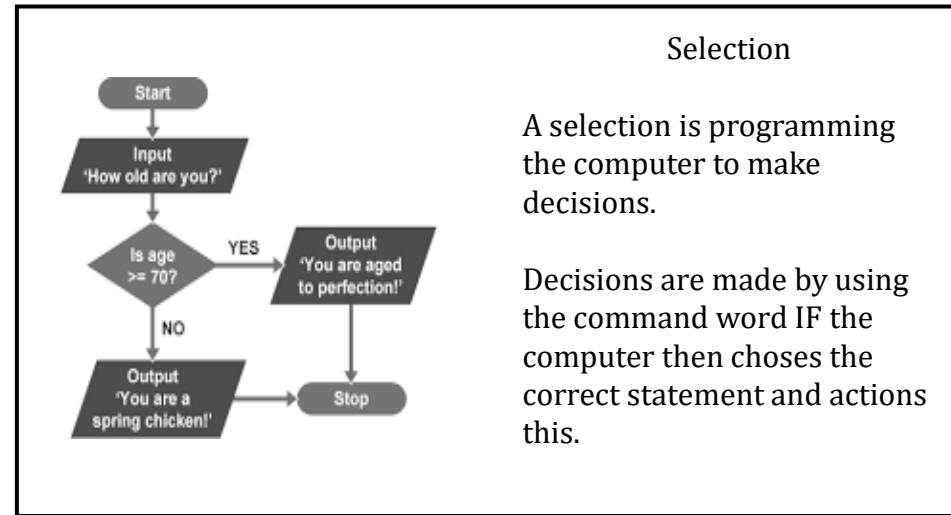 Selection
Start
Input
'How old are you?'
Is age
>= 70?
YES
Output
'You are aged
to perfection!'
NO
Output
'You are a
spring chicken!'
Stop
A selection is programming
the computer to make
decisions.
Decisions are made by using
the command word IF the
computer then choses the
correct statement and actions
this.